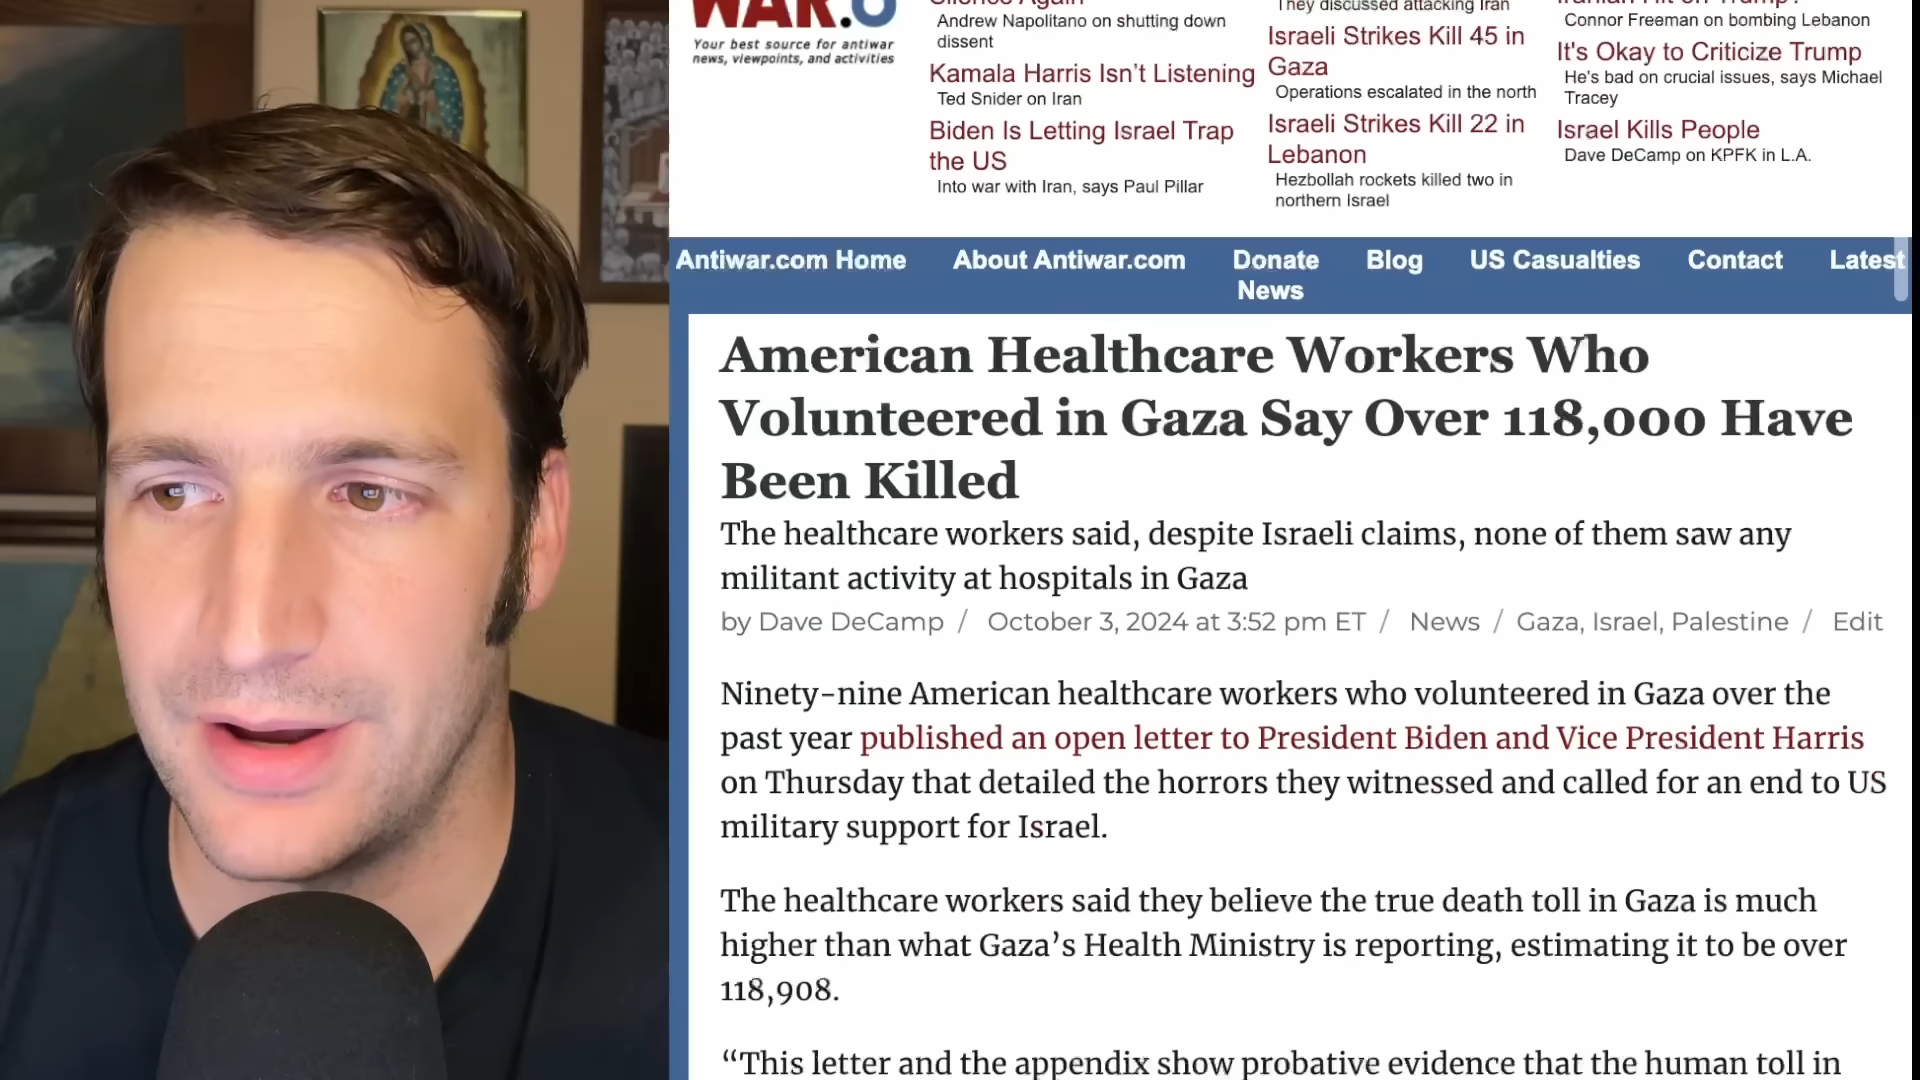 WAR.
Your best source for antiwar
news, viewpoints, and activities
Silence Again
Andrew Napolitano on shutting down
dissent
Kamala Harris Isn’t Listening
Ted Snider on Iran
Biden Is Letting Israel Trap
the US
Into war with Iran, says Paul Pillar
They discussed attacking Iran
Israeli Strikes Kill 45 in
Gaza
Operations escalated in the north
Israeli Strikes Kill 22 in
Lebanon
Hezbollah rockets killed two in
northern Israel
Iranian Hit on Trump?
Connor Freeman on bombing Lebanon
It's Okay to Criticize Trump
He's bad on crucial issues, says Michael
Tracey
Israel Kills People
Dave DeCamp on KPFK in L.A.
Antiwar.com Home About Antiwar.com Donate Blog US Casualties Contact Latest
News
American Healthcare Workers Who
Volunteered in Gaza Say Over 118,000 Have
Been Killed
The healthcare workers said, despite Israeli claims, none of them saw any
militant activity at hospitals in Gaza
by Dave DeCamp / October 3, 2024 at 3:52 pm ET / News / Gaza, Israel, Palestine / Edit
Ninety-nine American healthcare workers who volunteered in Gaza over the
past year published an open letter to President Biden and Vice President Harris
on Thursday that detailed the horrors they witnessed and called for an end to US
military support for Israel.
The healthcare workers said they believe the true death toll in Gaza is much
higher than what Gaza’s Health Ministry is reporting, estimating it to be over
118,908.
“This letter and the appendix show probative evidence that the human toll in